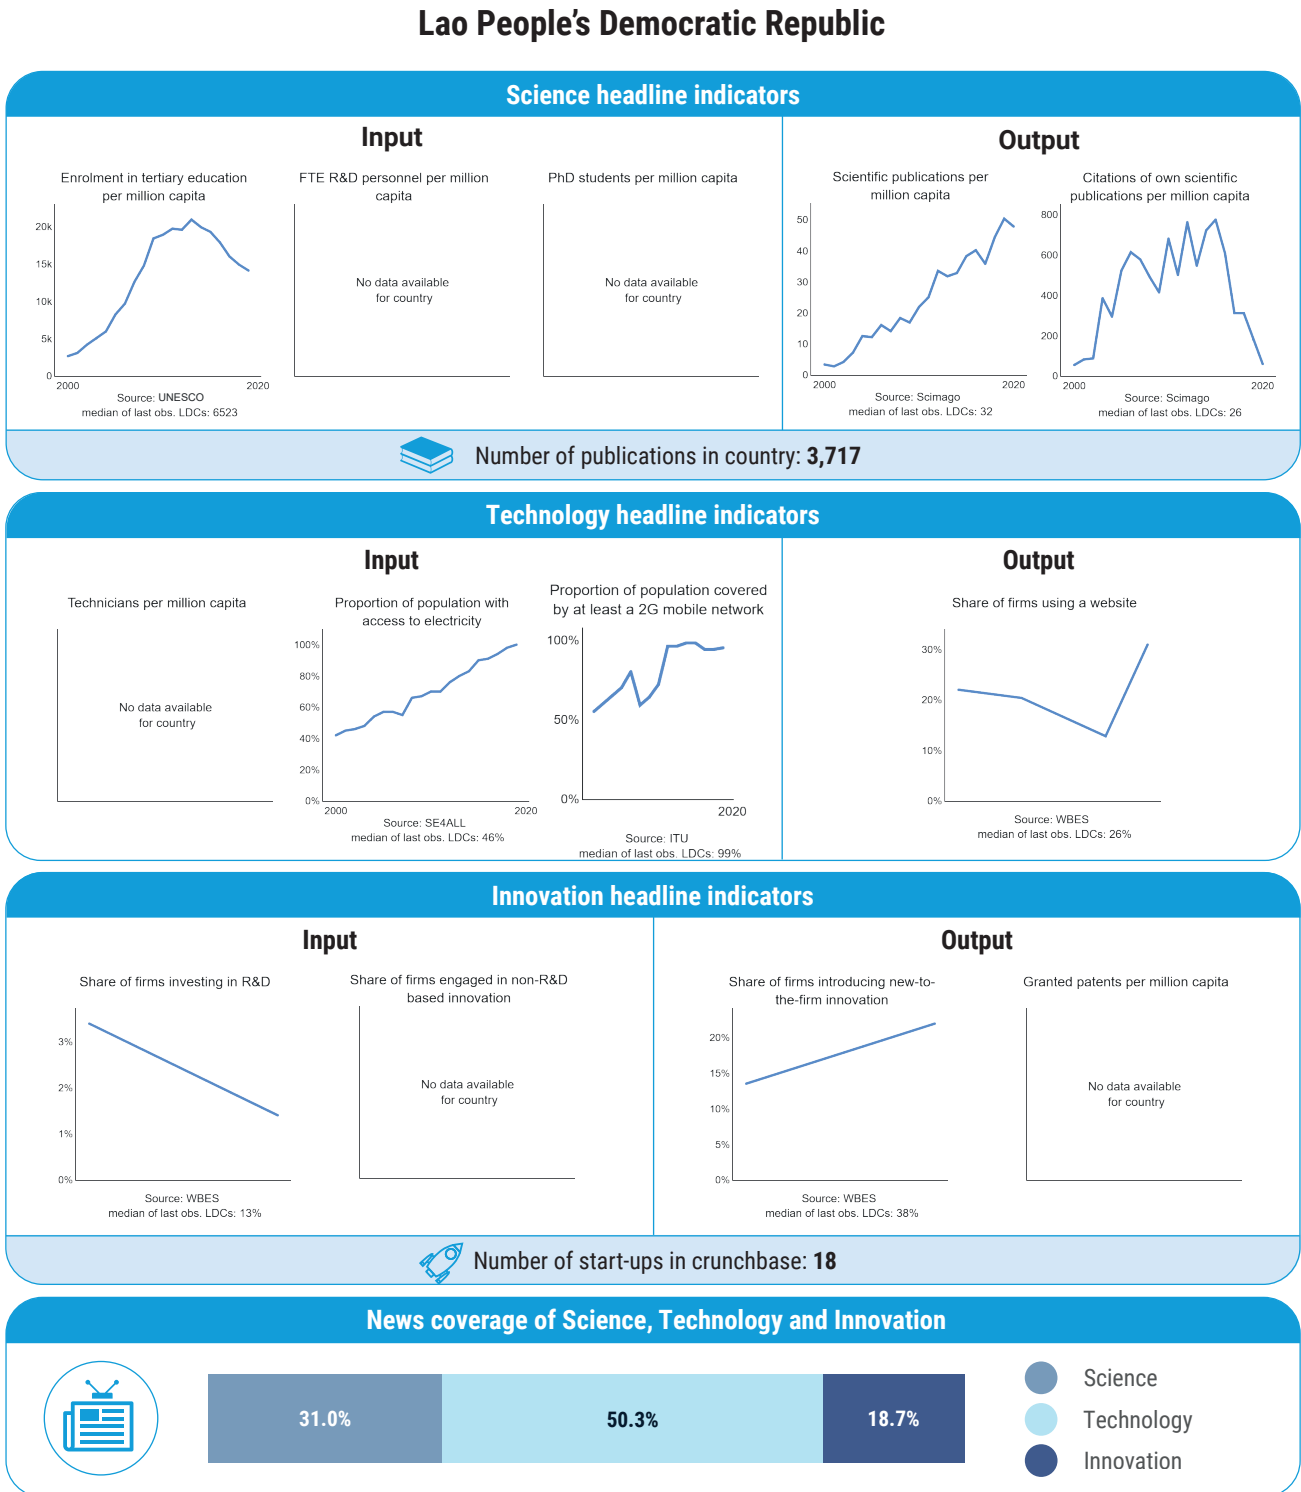 Lao People's Democratic Republic
Science headline indicators
Input
Enrolment in tertiary education
per million capita
20k
15k
10k
5k
0
2000
2020
Source: UNESCO
median of last obs. LDCs: 6523
FTE R&D personnel per million
capita
No data available
for country
PhD students per million capita
No data available
for country
Output
Scientific publications per
million capita
50
40
30
20
10
0
2000
2020
Source: Scimago
median of last obs. LDCs: 32
Citations of own scientific
publications per million capita
800
600
400
200
0
2000
2020
Source: Scimago
median of last obs. LDCs: 26
Number of publications in country: 3,717
Technology headline indicators
Input
Technicians per million capita
No data available
for country
Proportion of population with
access to electricity
100%
80%
60%
40%
20%
0%
2000
2020
Source: SE4ALL
median of last obs. LDCs: 46%
Proportion of population covered
by at least a 2G mobile network
100%
50%
0%
2020
Source: ITU
median of last obs. LDCs: 99%
Output
Share of firms using a website
30%
20%
10%
0%
Source: WBES
median of last obs. LDCs: 26%
Innovation headline indicators
Input
Share of firms investing in R&D
3%
2%
1%
0%
Source: WBES
median of last obs. LDCs: 13%
Share of firms engaged in non-R&D
based innovation
No data available
for country
Output
Share of firms introducing new-to-
the-firm innovation
20%
15%
10%
5%
0%
Source: WBES
median of last obs. LDCs: 38%
Granted patents per million capita
No data available
for country
Number of start-ups in crunchbase: 18
News coverage of Science, Technology and Innovation
31.0%
50.3%
18.7%
Science
Technology
Innovation